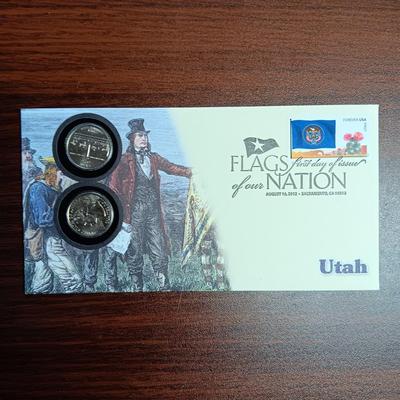 FOREVER USA
FLAGS first day of issue
of our NATION
AUGUST 16, 2012 • SACRAMENTO, CA 95813
Utah